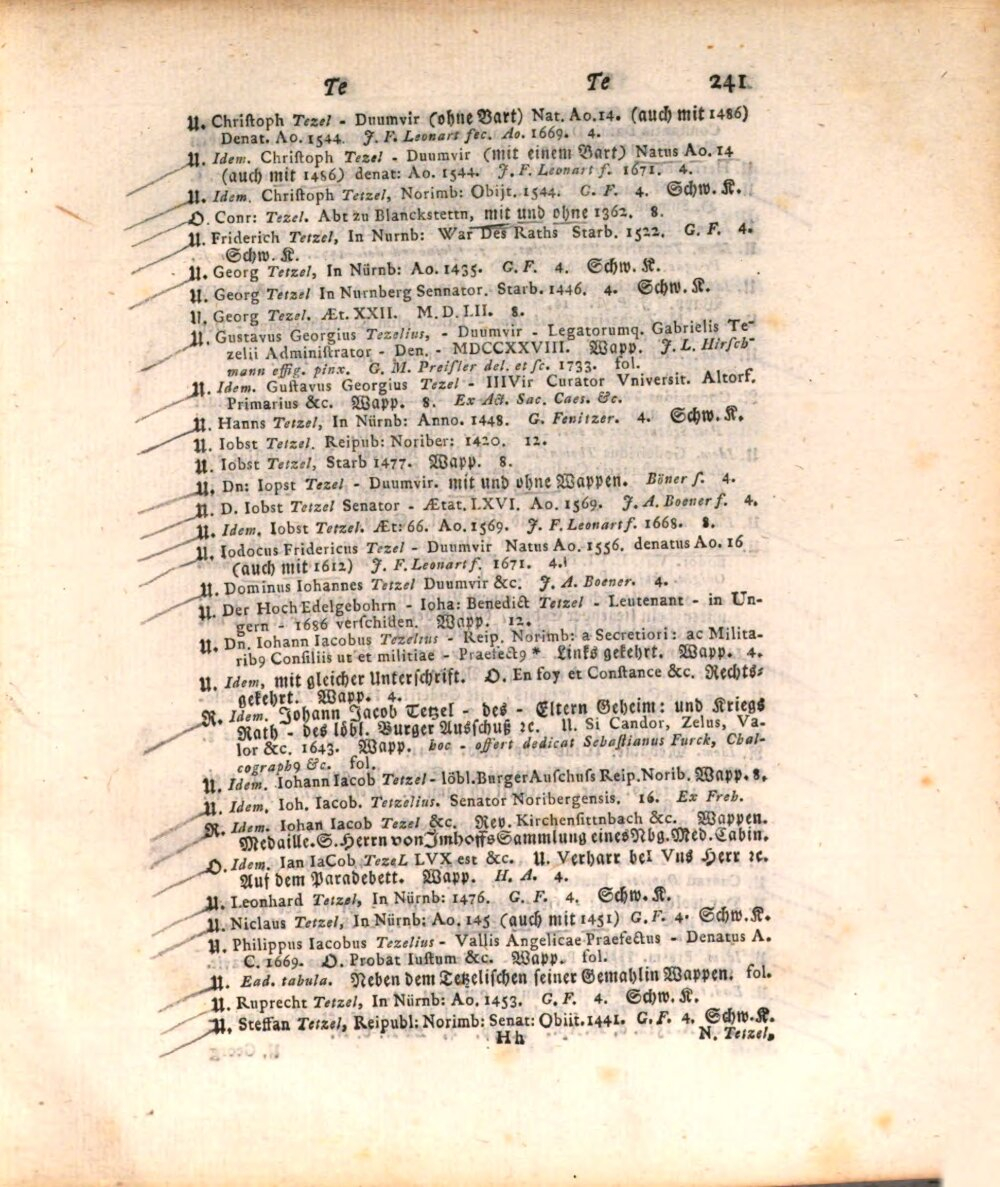 Te Te 241
U. Christoph Tezel - Duumvir (ohne Bart) Nat. Ao. 14. (auch mit 1486)
Denat. Ao. 1544. J. F. Leonart fec. Ao. 1669. 4.
U. Idem. Christoph Tezel - Duumvir (mit einem Bart) Natus Ao. 14
(auch mit 1486) denat: Ao. 1544. J. F. Leonart f. 1671. 4.
U. Idem. Christoph Tetzel, Norimb: Obijt. 1544. G. F. 4. Schw. K.
O. Conr: Tezel. Abt zu Blanckstettn, mit und ohne 1362. 8.
U. Friderich Tetzel, In Nurnb: War Des Raths Starb. 1522. G. F. 4.
Schw. K.
U. Georg Tetzel, In Nürnb: Ao. 1435. G. F. 4. Schw. K.
U. Georg Tetzel In Nurnberg Sennator. Starb. 1446. 4. Schw. K.
U. Georg Tezel. Æt. XXII. M. D. LII. 8.
U. Gustavus Georgius Tezelius, - Duumvir - Legatorumq. Gabrielis Te-
zelii Administrator - Den. - MDCCXXVIII. Wapp. J. L. Hirsch-
mann effig. pinx. G. M. Preisler del. et sc. 1733. fol.
U. Idem. Gustavus Georgius Tezel - IIIVir Curator Vniversit. Altorf.
Primarius &c. Wapp. 8. Ex Act. Sac. Caes. &c.
U. Hanns Tetzel, In Nürnb: Anno. 1448. G. Fenitzer. 4. Schw. K.
U. Iobst Tetzel. Reipub: Noriber: 1420. 12.
U. Iobst Tetzel, Starb 1477. Wapp. 8.
U. Dn: Iopst Tezel - Duumvir. mit und ohne Wappen. Böner f. 4.
U. D. Iobst Tetzel Senator - Ætat. LXVI. Ao. 1569. J. A. Boener f. 4.
U. Idem. Iobst Tetzel. Æt: 66. Ao. 1569. J. F. Leonart f. 1668. 8.
U. Iodocus Fridericus Tezel - Duumvir Natus Ao. 1556. denatus Ao. 16
(auch mit 1612) J. F. Leonart f. 1671. 4.
U. Dominus Iohannes Tetzel Duumvir &c. J. A. Boener. 4.
U. Der HochEdelgebohrn - Ioha: Benedict Tetzel - Leutenant - in Un-
gern - 1686 verschiden. Wapp. 12.
U. Dn. Iohann Iacobus Tezelius - Reip. Norimb: a Secretiori: ac Milita-
rib9 Consiliis ut et militiae - Praefect9 * Links gekehrt. Wapp. 4.
U. Idem, mit gleicher Unterschrift. O. En foy et Constance &c. Rechts-
gekehrt. Wapp. 4.
R. Idem. Johann Jacob Tetzel - des - Eltern Geheim: und Kriegs
Rath - des löbl. Burger Ausschuß ꝛc. U. Si Candor, Zelus, Va-
lor &c. 1643. Wapp. hoc - offert dedicat Sebastianus Furck, Chal-
cograph9 &c. fol.
U. Idem. Iohann Iacob Tetzel - löbl. Burger Auschuss Reip. Norib. Wapp. 8.
U. Idem. Ioh. Iacob. Tetzelius. Senator Noribergensis. 16. Ex Freh.
R. Idem. Iohan Iacob Tezel &c. Rev. Kirchensittnbach &c. Wappen.
Medaille. S. Herrn von Imhoffs Sammlung eines Nbg. Med. Cabin.
O. Idem. Ian IaCob TezeL LVX est &c. U. Verharr beI Vns Herr ꝛc.
Auf dem Paradebett. Wapp. H. A. 4.
U. Leonhard Tetzel, In Nürnb: 1476. G. F. 4. Schw. K.
U. Niclaus Tetzel, In Nürnb: Ao. 145 (auch mit 1451) G. F. 4. Schw. K.
U. Philippus Iacobus Tezelius - Vallis Angelicae Praefectus - Denatus A.
C. 1669. O. Probat Iustum &c. Wapp. fol.
U. Ead. tabula. Neben dem Tetzelischen seiner Gemahlin Wappen. fol.
U. Ruprecht Tetzel, In Nürnb: Ao. 1453. G. F. 4. Schw. K.
U. Steffan Tetzel, Reipubl: Norimb: Senat: Obiit. 1441. G. F. 4. Schw. K.
Hh N. Tetzel,